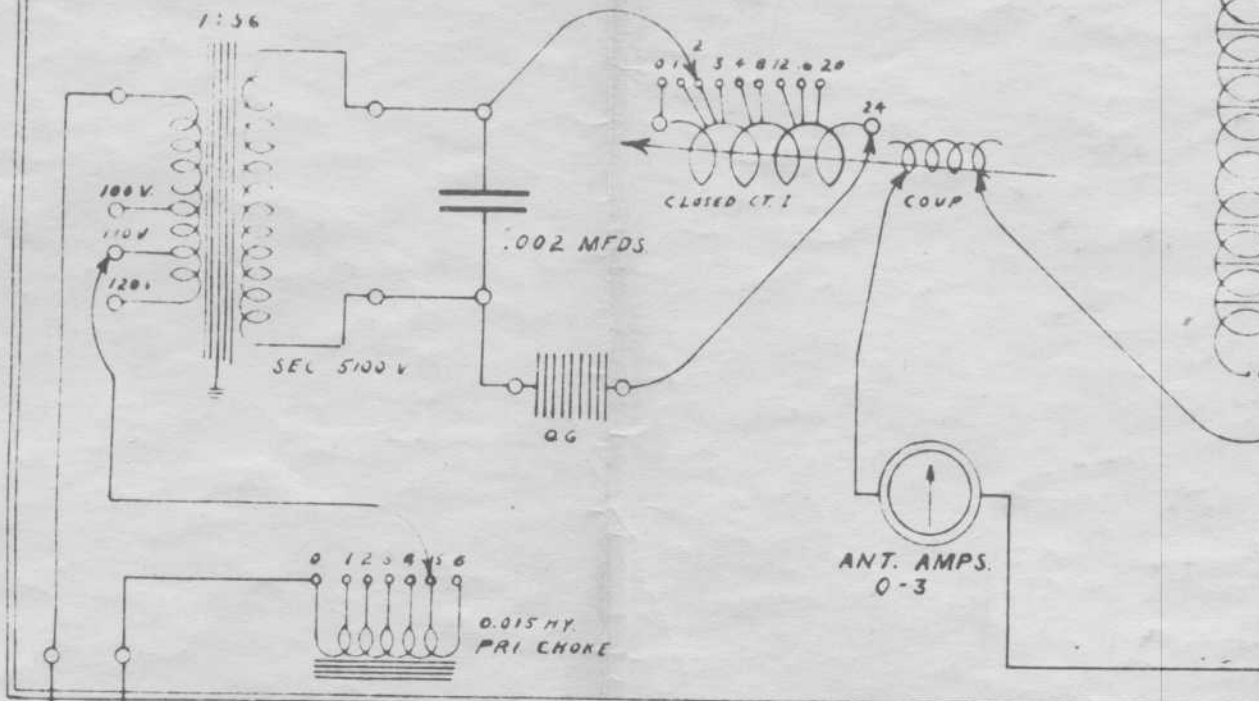 1:56
2
0 1 3 4 8 12 16 20
24
100 V.
110 V
120 V
CLOSED CT. I
COUP
.002 MFDS.
SEC 5100 V
QG
ANT. AMPS.
0-3
0 1 2 3 4 5 6
0.015 HY.
PRI CHOKE